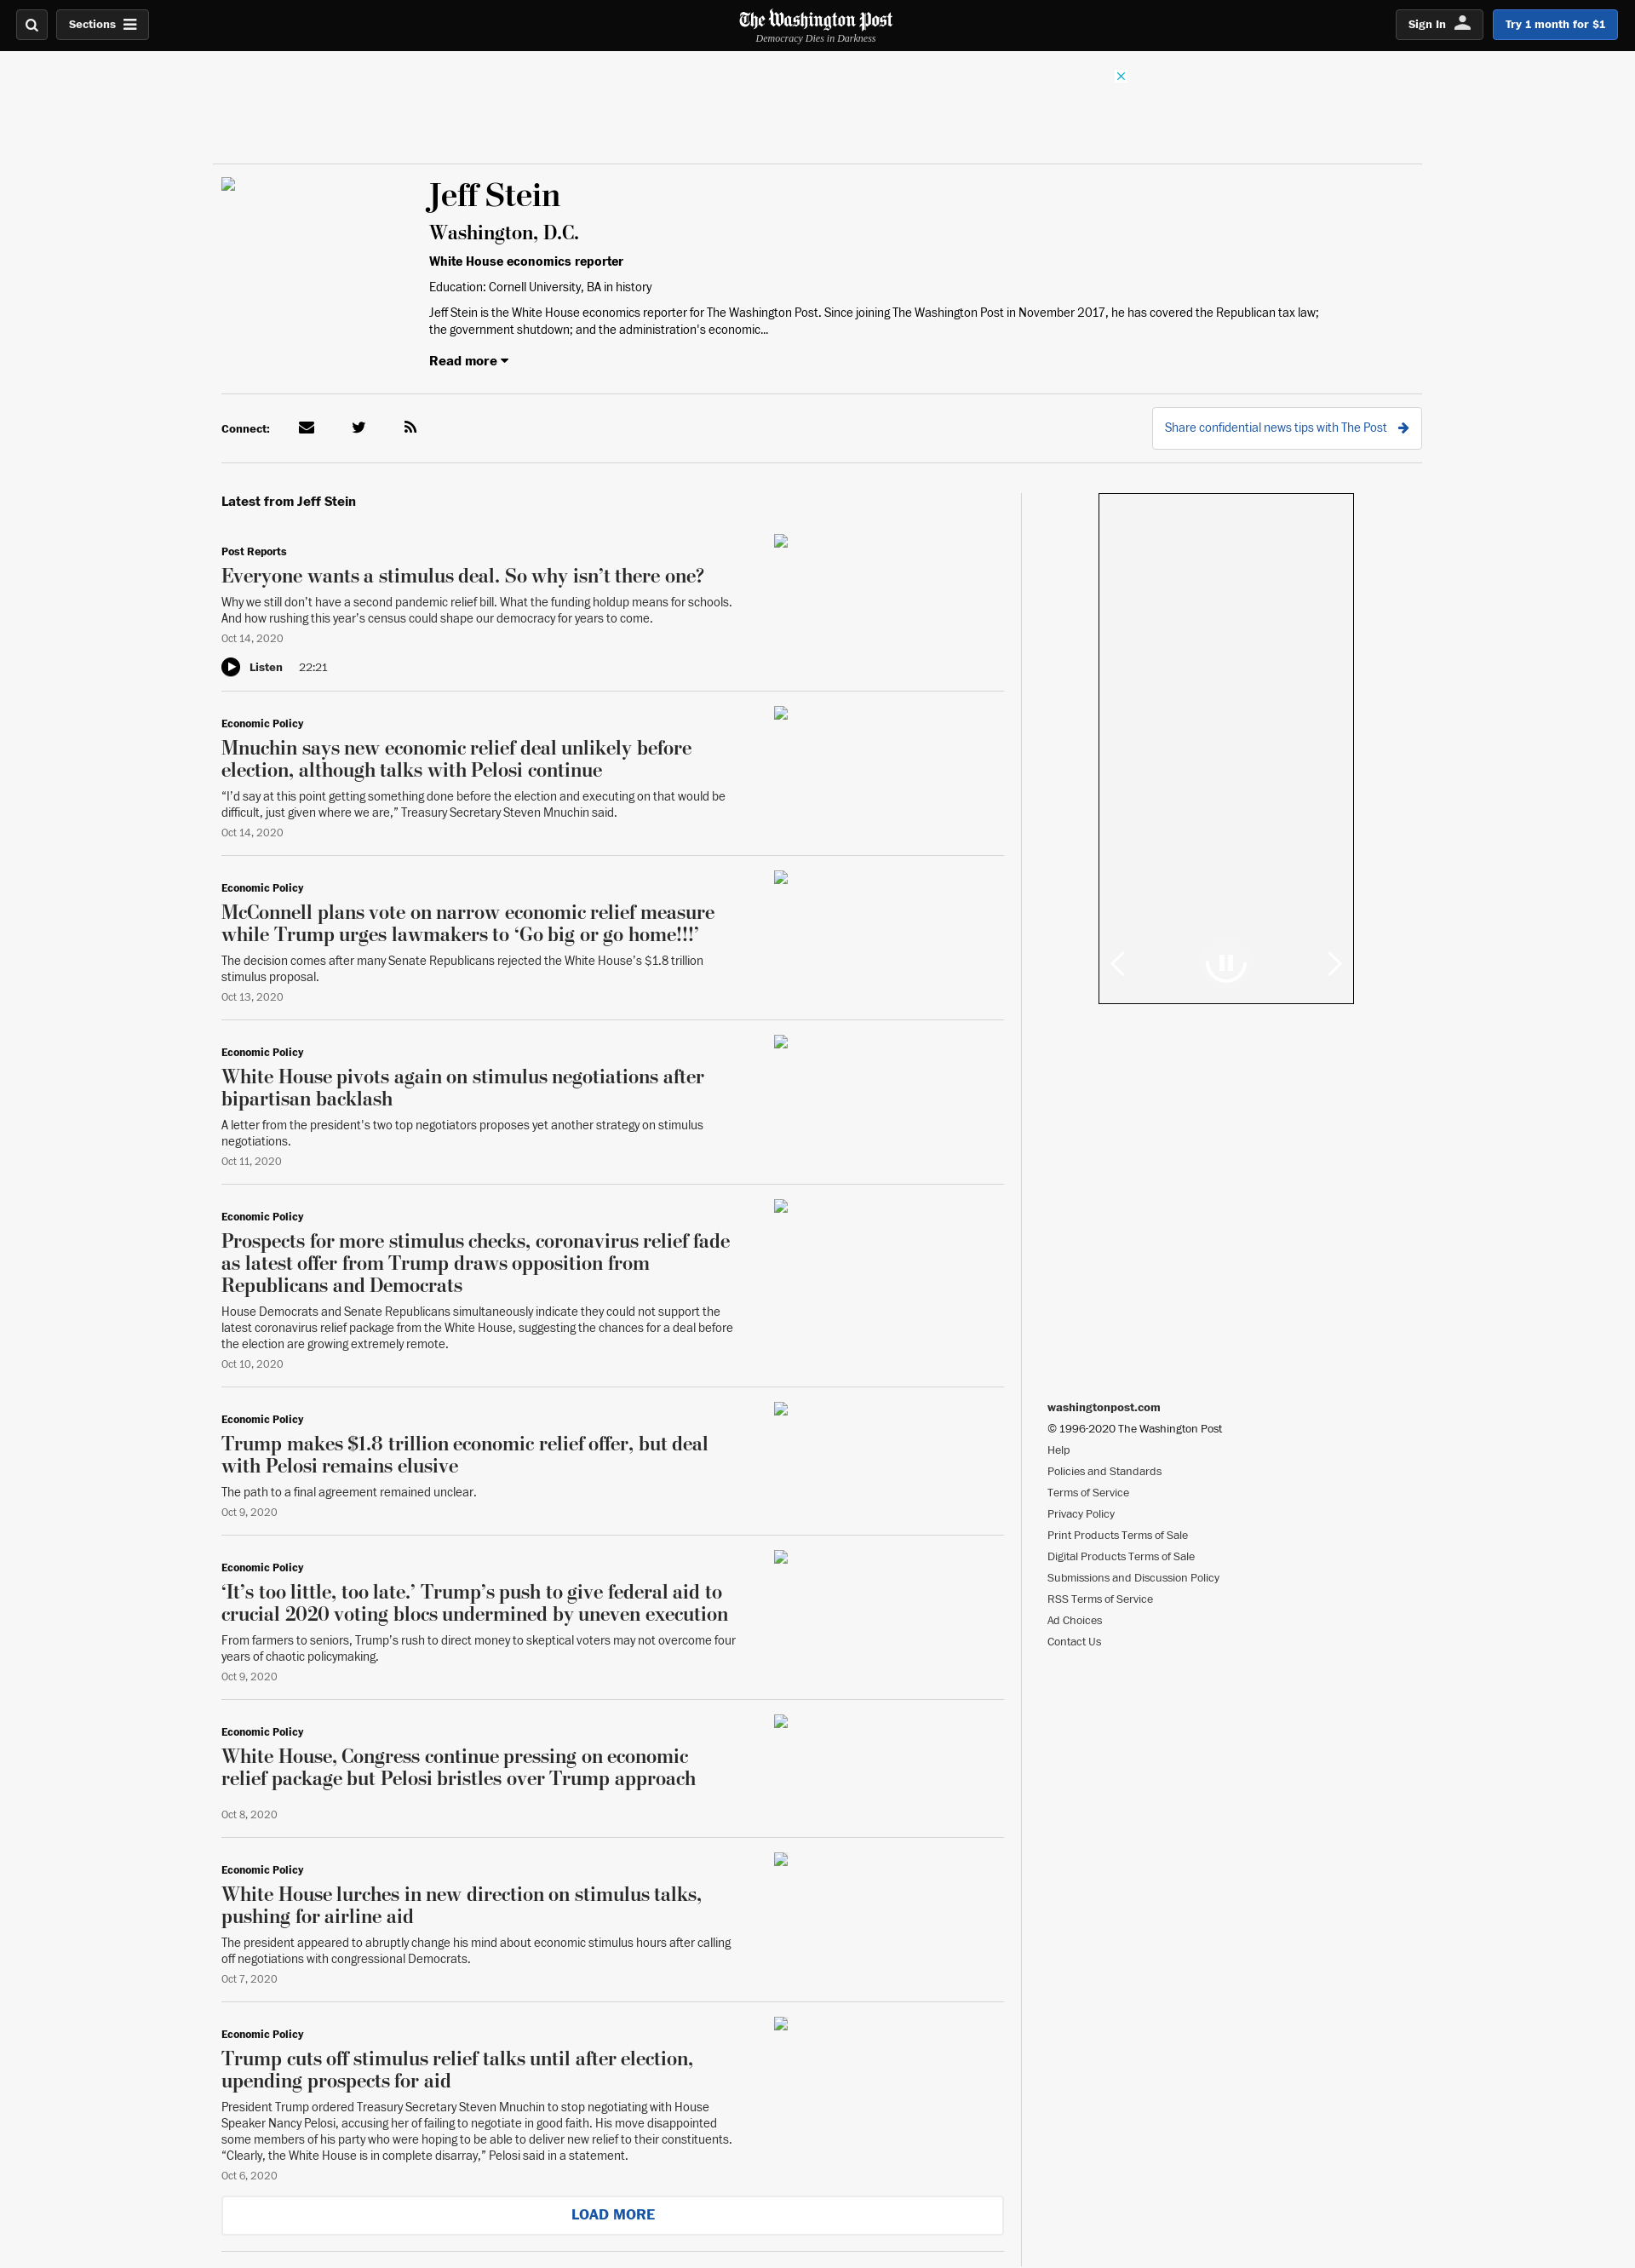 Sections
The Washington Post
Democracy Dies in Darkness
Sign In
Try 1 month for $1
Jeff Stein
Washington, D.C.
White House economics reporter
Education: Cornell University, BA in history
Jeff Stein is the White House economics reporter for The Washington Post. Since joining The Washington Post in November 2017, he has covered the Republican tax law;
the government shutdown; and the administration's economic...
Read more
Connect:
Share confidential news tips with The Post
Latest from Jeff Stein
Post Reports
Everyone wants a stimulus deal. So why isn’t there one?
Why we still don’t have a second pandemic relief bill. What the funding holdup means for schools.
And how rushing this year’s census could shape our democracy for years to come.
Oct 14, 2020
Listen 22:21
Economic Policy
Mnuchin says new economic relief deal unlikely before
election, although talks with Pelosi continue
“I’d say at this point getting something done before the election and executing on that would be
difficult, just given where we are,” Treasury Secretary Steven Mnuchin said.
Oct 14, 2020
Economic Policy
McConnell plans vote on narrow economic relief measure
while Trump urges lawmakers to ‘Go big or go home!!!’
The decision comes after many Senate Republicans rejected the White House’s $1.8 trillion
stimulus proposal.
Oct 13, 2020
Economic Policy
White House pivots again on stimulus negotiations after
bipartisan backlash
A letter from the president's two top negotiators proposes yet another strategy on stimulus
negotiations.
Oct 11, 2020
Economic Policy
Prospects for more stimulus checks, coronavirus relief fade
as latest offer from Trump draws opposition from
Republicans and Democrats
House Democrats and Senate Republicans simultaneously indicate they could not support the
latest coronavirus relief package from the White House, suggesting the chances for a deal before
the election are growing extremely remote.
Oct 10, 2020
Economic Policy
Trump makes $1.8 trillion economic relief offer, but deal
with Pelosi remains elusive
The path to a final agreement remained unclear.
Oct 9, 2020
Economic Policy
‘It’s too little, too late.’ Trump’s push to give federal aid to
crucial 2020 voting blocs undermined by uneven execution
From farmers to seniors, Trump’s rush to direct money to skeptical voters may not overcome four
years of chaotic policymaking.
Oct 9, 2020
Economic Policy
White House, Congress continue pressing on economic
relief package but Pelosi bristles over Trump approach
Oct 8, 2020
Economic Policy
White House lurches in new direction on stimulus talks,
pushing for airline aid
The president appeared to abruptly change his mind about economic stimulus hours after calling
off negotiations with congressional Democrats.
Oct 7, 2020
Economic Policy
Trump cuts off stimulus relief talks until after election,
upending prospects for aid
President Trump ordered Treasury Secretary Steven Mnuchin to stop negotiating with House
Speaker Nancy Pelosi, accusing her of failing to negotiate in good faith. His move disappointed
some members of his party who were hoping to be able to deliver new relief to their constituents.
“Clearly, the White House is in complete disarray,” Pelosi said in a statement.
Oct 6, 2020
LOAD MORE
washingtonpost.com
© 1996-2020 The Washington Post
Help
Policies and Standards
Terms of Service
Privacy Policy
Print Products Terms of Sale
Digital Products Terms of Sale
Submissions and Discussion Policy
RSS Terms of Service
Ad Choices
Contact Us